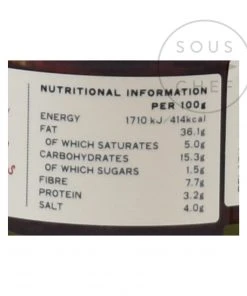 SOUS
CHEF
NUTRITIONAL INFORMATION
PER 100g
ENERGY 1710 kJ/414kcal
FAT 36.1g
OF WHICH SATURATES 5.0g
CARBOHYDRATES 15.3g
OF WHICH SUGARS 1.5g
FIBRE 7.7g
PROTEIN 3.2g
SALT 4.0g